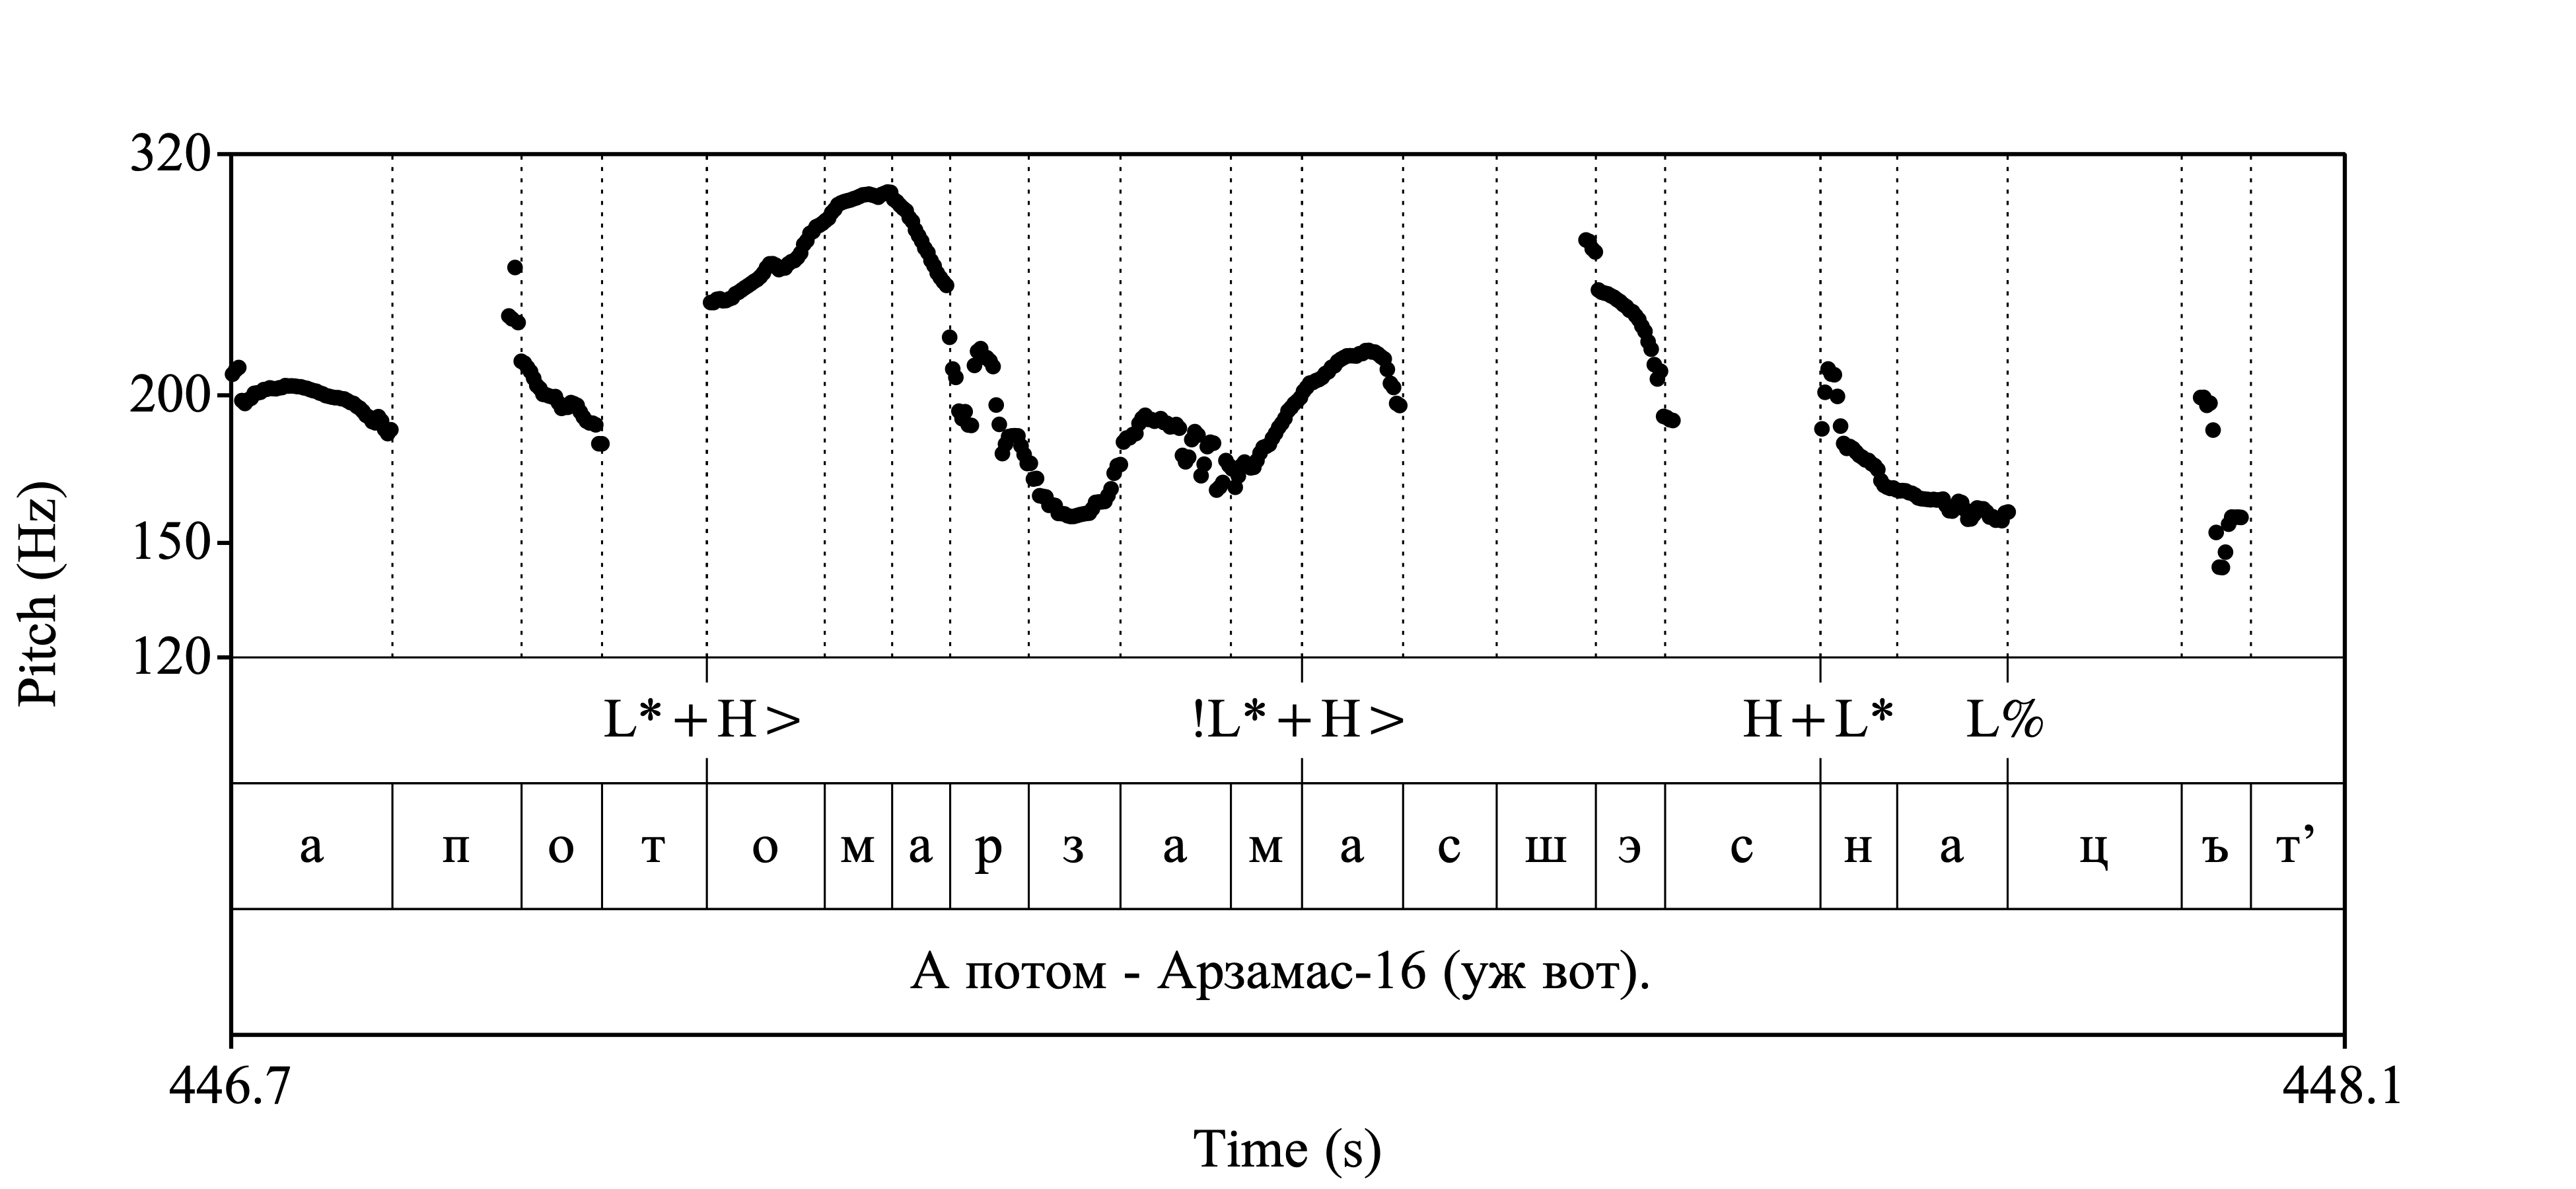 320
200
150
120
Pitch (Hz)
L*+H> !L*+H> H+L* L%
а п о т о м а р з а м а с ш э с н а ц ъ т’
А потом - Арзамас-16 (уж вот).
446.7 448.1
Time (s)